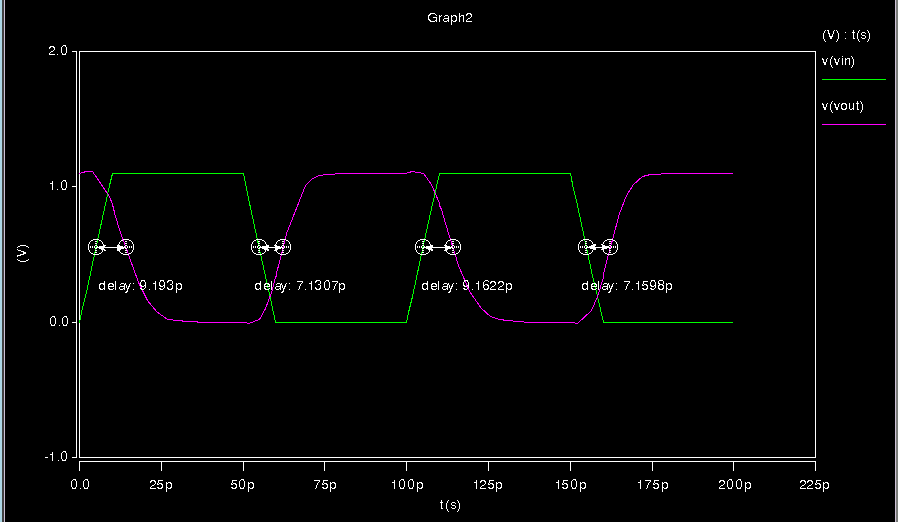 Graph2
(V) : t(s)
v(vin)
v(vout)
2.0
1.0
0.0
-1.0
(V)
delay: 9.193p
delay: 7.1307p
delay: 9.1622p
delay: 7.1598p
0.0 25p 50p 75p 100p 125p 150p 175p 200p 225p
t(s)